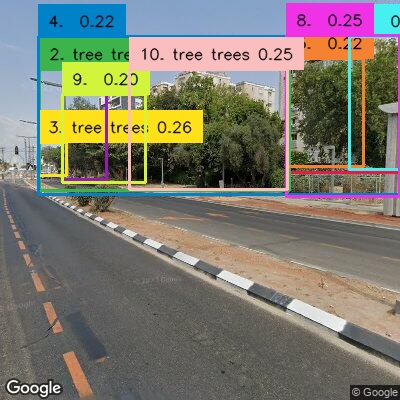 4. 0.22
8. 0.25
0
2. tree tre
10. tree trees 0.25
0.22
9. 0.20
3. tree trees 0.26
Google
© Google